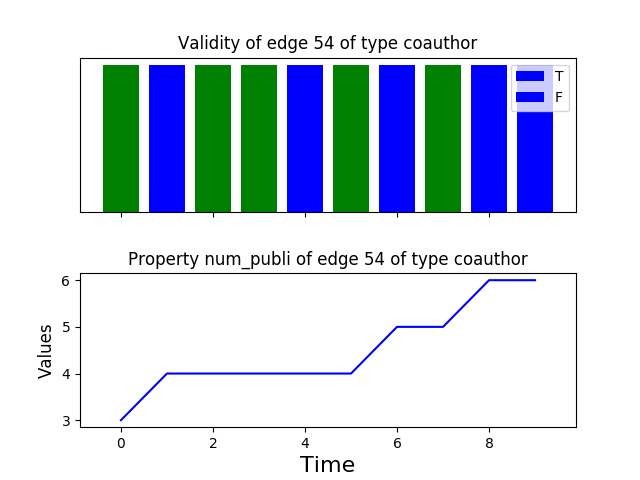 Validity of edge 54 of type coauthor
T
F
Property num_publi of edge 54 of type coauthor
6
5
4
3
Values
0 2 4 6 8
Time